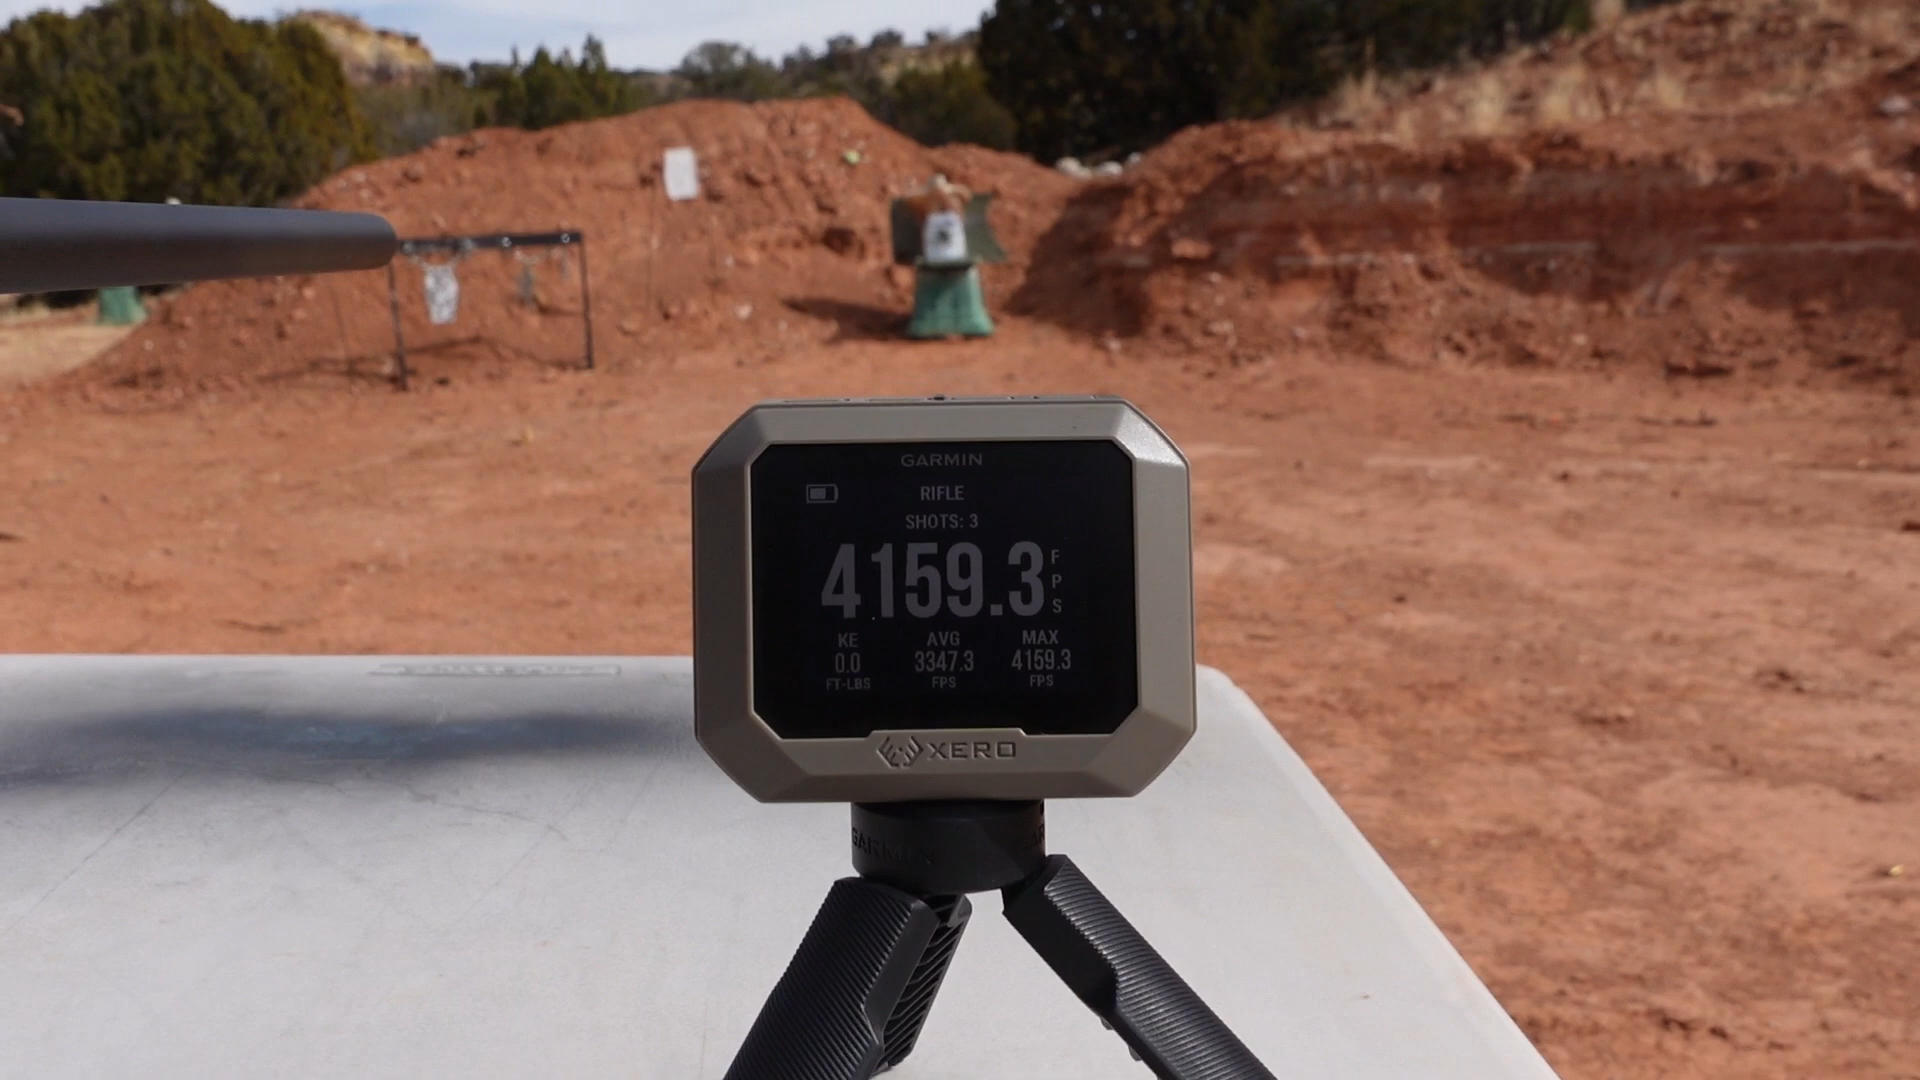 GARMIN
RIFLE
SHOTS: 3
4159.3 FPS
KE AVG MAX
0.0 3347.3 4159.3
FT-LBS FPS FPS
XERO
GARMIN